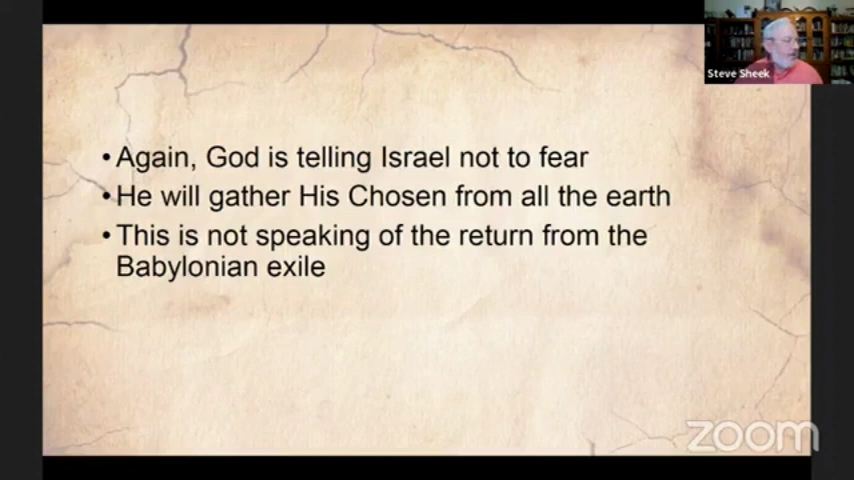 Steve Sheek
• Again, God is telling Israel not to fear
• He will gather His Chosen from all the earth
• This is not speaking of the return from the
Babylonian exile
zoom